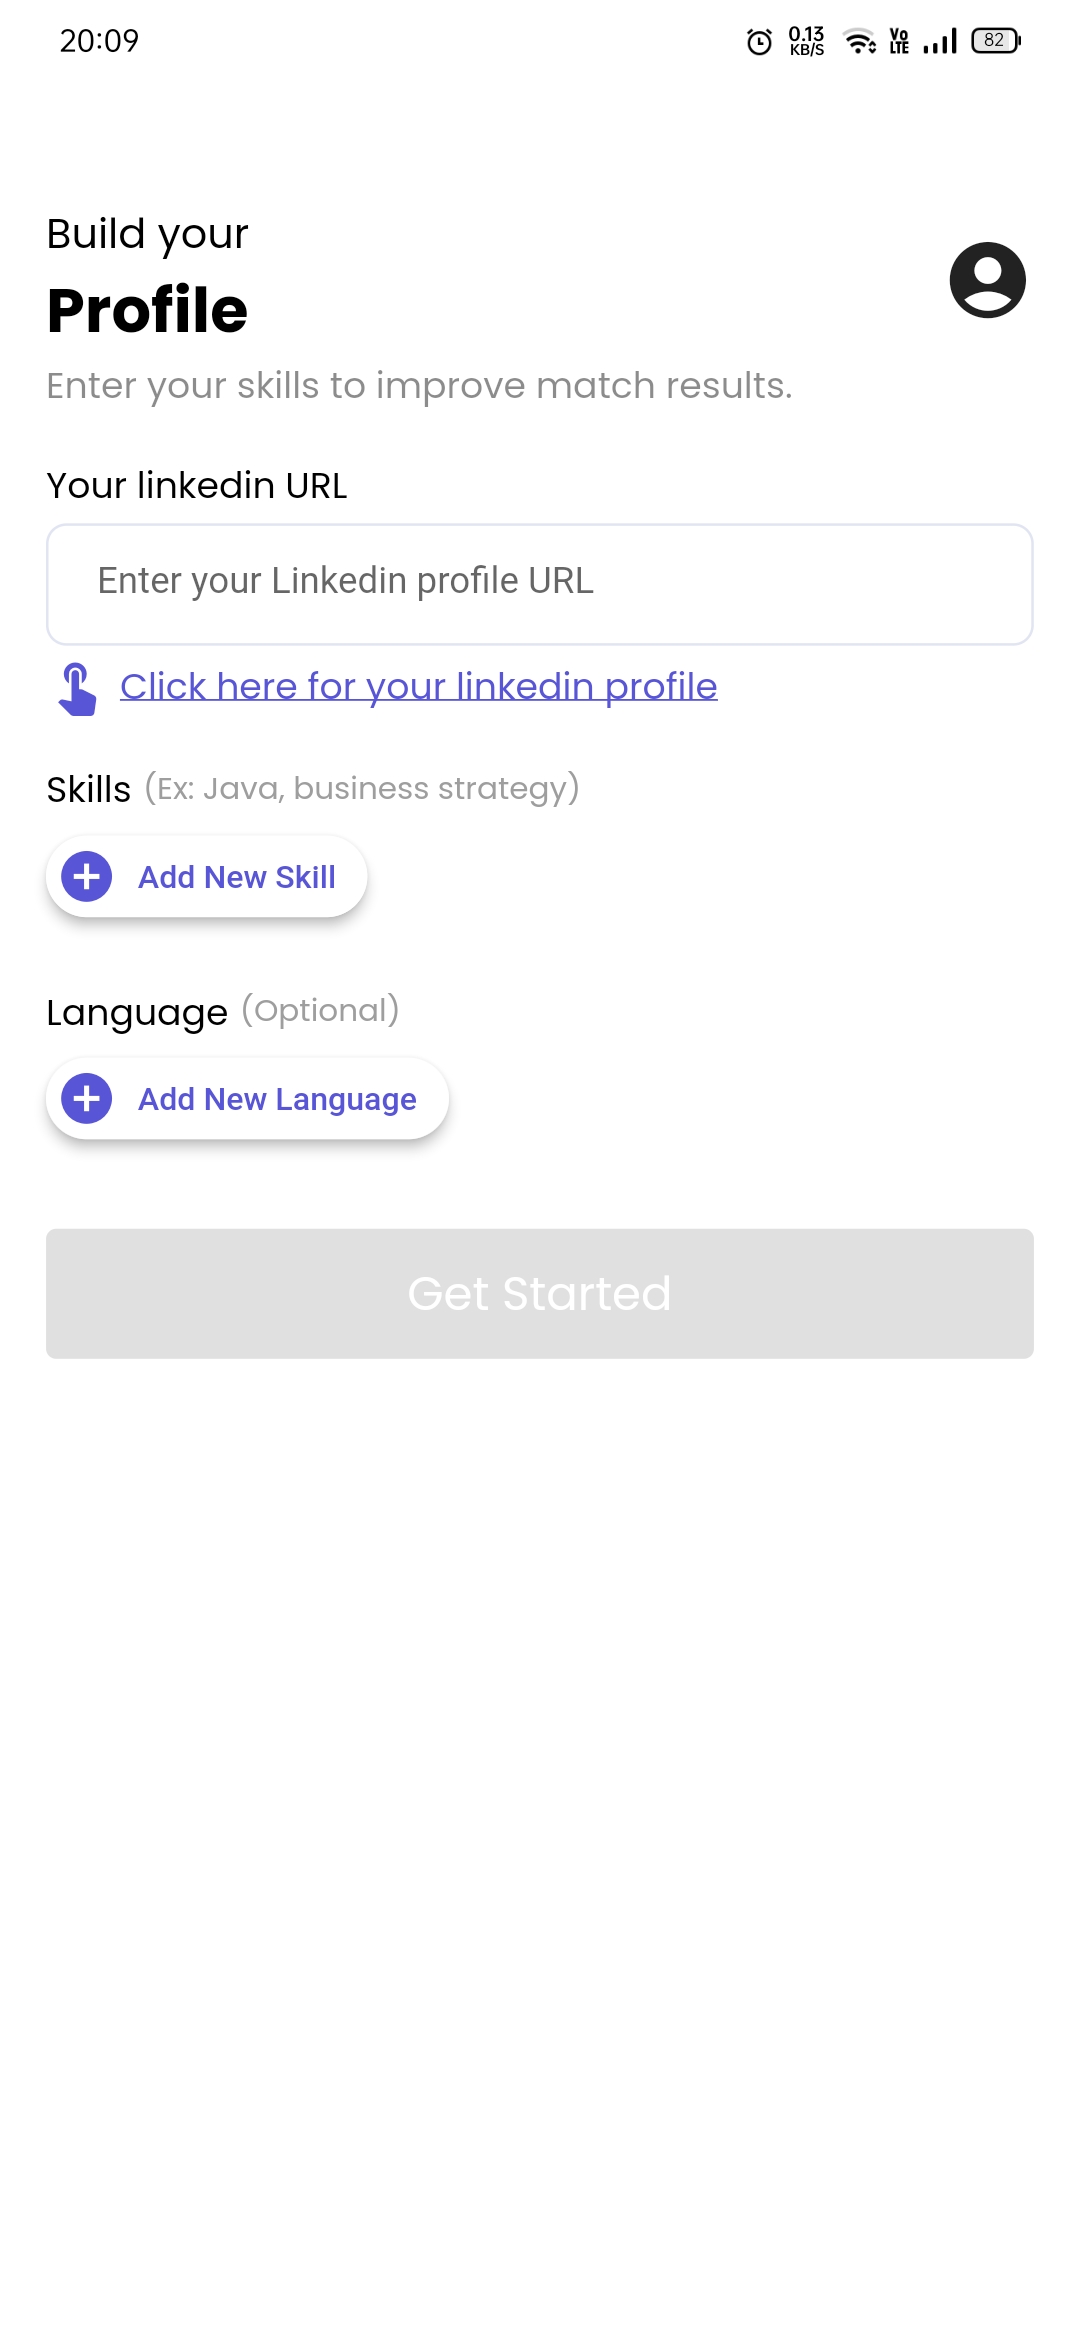 20:09
0.13
KB/S
Vo
LTE
82
Build your
Profile
Enter your skills to improve match results.
Your linkedin URL
Enter your Linkedin profile URL
Click here for your linkedin profile
Skills (Ex: Java, business strategy)
Add New Skill
Language (Optional)
Add New Language
Get Started